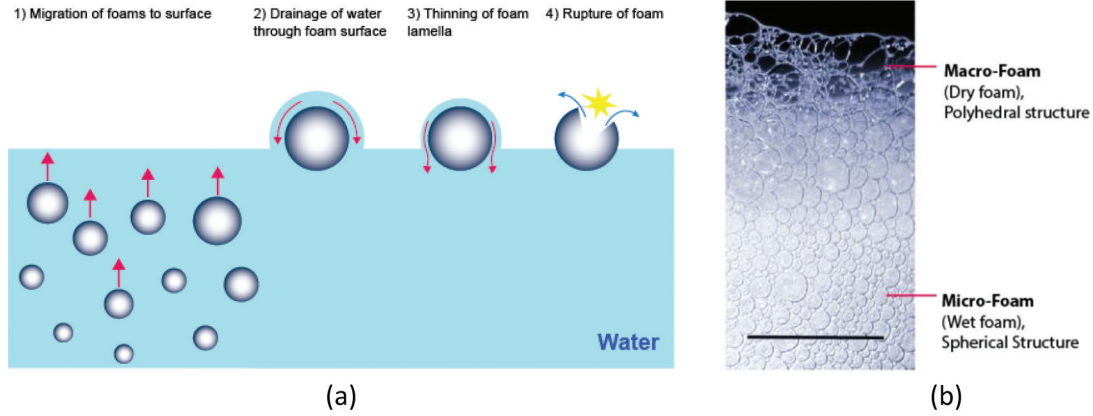 1) Migration of foams to surface
2) Drainage of water
through foam surface
3) Thinning of foam
lamella
4) Rupture of foam
Water
(a)
Macro-Foam
(Dry foam),
Polyhedral structure
Micro-Foam
(Wet foam),
Spherical Structure
(b)